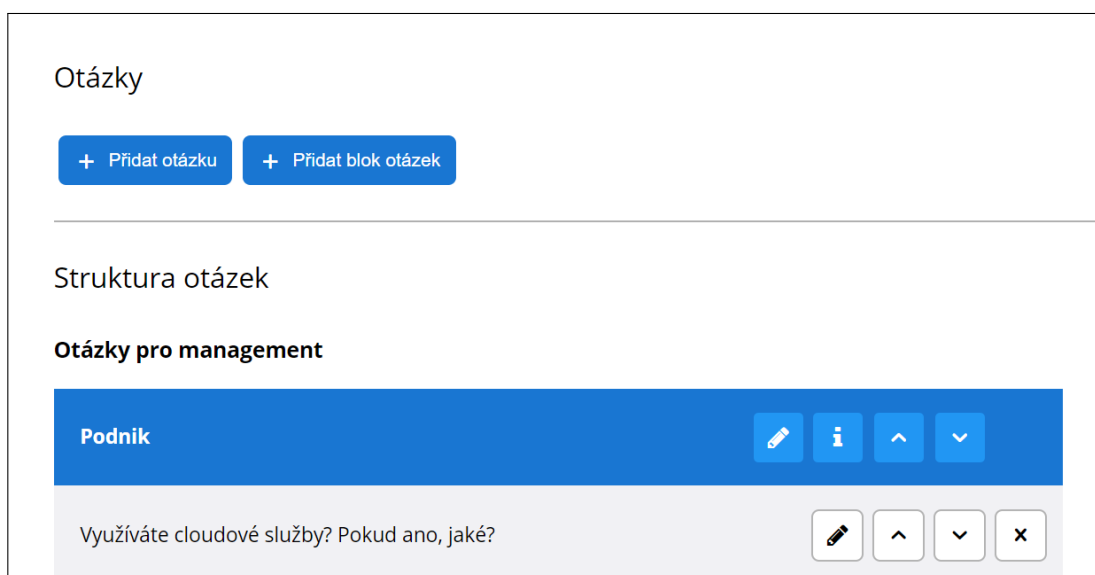 Otázky
+ Přidat otázku + Přidat blok otázek
Struktura otázek
Otázky pro management
Podnik
Využíváte cloudové služby? Pokud ano, jaké?